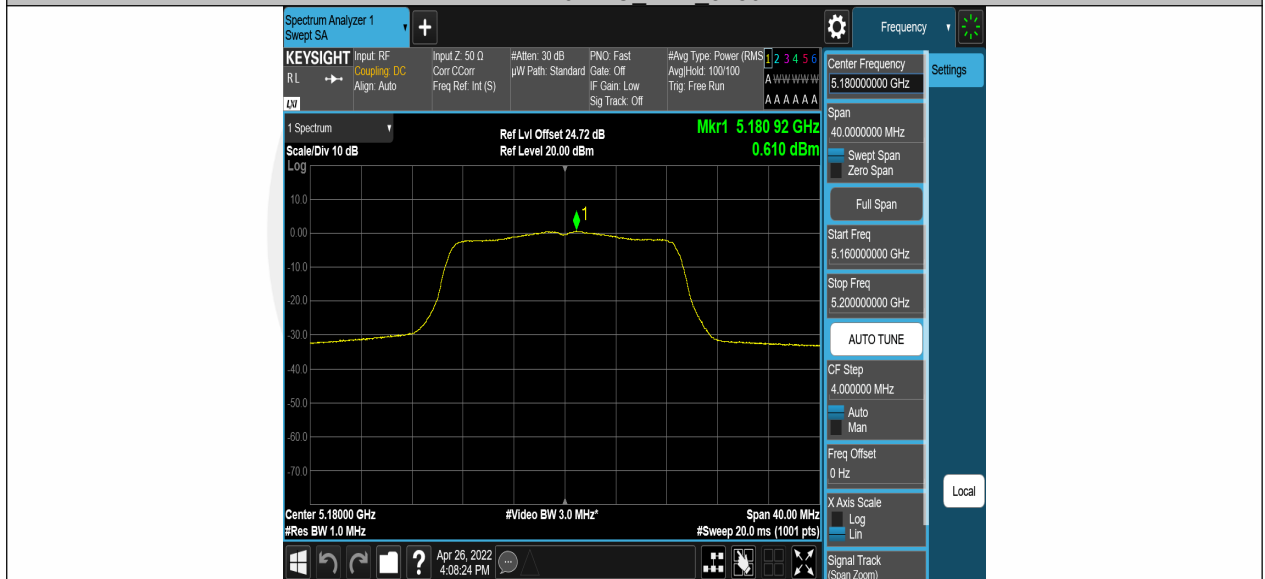 Spectrum Analyzer 1
Swept SA
+
Frequency
KEYSIGHT
RL
LXI
Input: RF
Coupling: DC
Align: Auto
Input Z: 50 Ω
Corr CCorr
Freq Ref: Int (S)
#Atten: 30 dB
µW Path: Standard
PNO: Fast
Gate: Off
IF Gain: Low
Sig Track: Off
#Avg Type: Power (RMS
Avg|Hold: 100/100
Trig: Free Run
1 2 3 4 5 6
A W W W W W
A A A A A A
1 Spectrum
Scale/Div 10 dB
Log
Ref Lvl Offset 24.72 dB
Ref Level 20.00 dBm
Mkr1 5.180 92 GHz
0.610 dBm
10.0
0.00
-10.0
-20.0
-30.0
-40.0
-50.0
-60.0
-70.0
1
Center 5.18000 GHz
#Res BW 1.0 MHz
#Video BW 3.0 MHz*
Span 40.00 MHz
#Sweep 20.0 ms (1001 pts)
?
Apr 26, 2022
4:08:24 PM
Center Frequency
5.180000000 GHz
Settings
Span
40.0000000 MHz
Swept Span
Zero Span
Full Span
Start Freq
5.160000000 GHz
Stop Freq
5.200000000 GHz
AUTO TUNE
CF Step
4.000000 MHz
Auto
Man
Freq Offset
0 Hz
X Axis Scale
Log
Lin
Local
Signal Track
(Span Zoom)